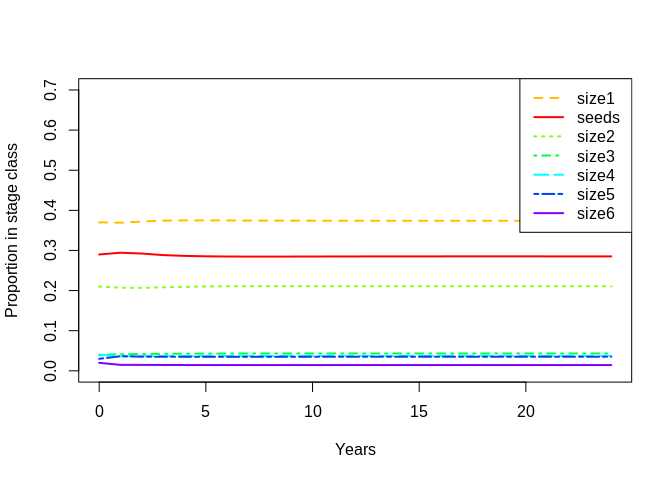 Proportion in stage class
0.7
0.6
0.5
0.4
0.3
0.2
0.1
0.0
size1
seeds
size2
size3
size4
size5
size6
0 5 10 15 20
Years